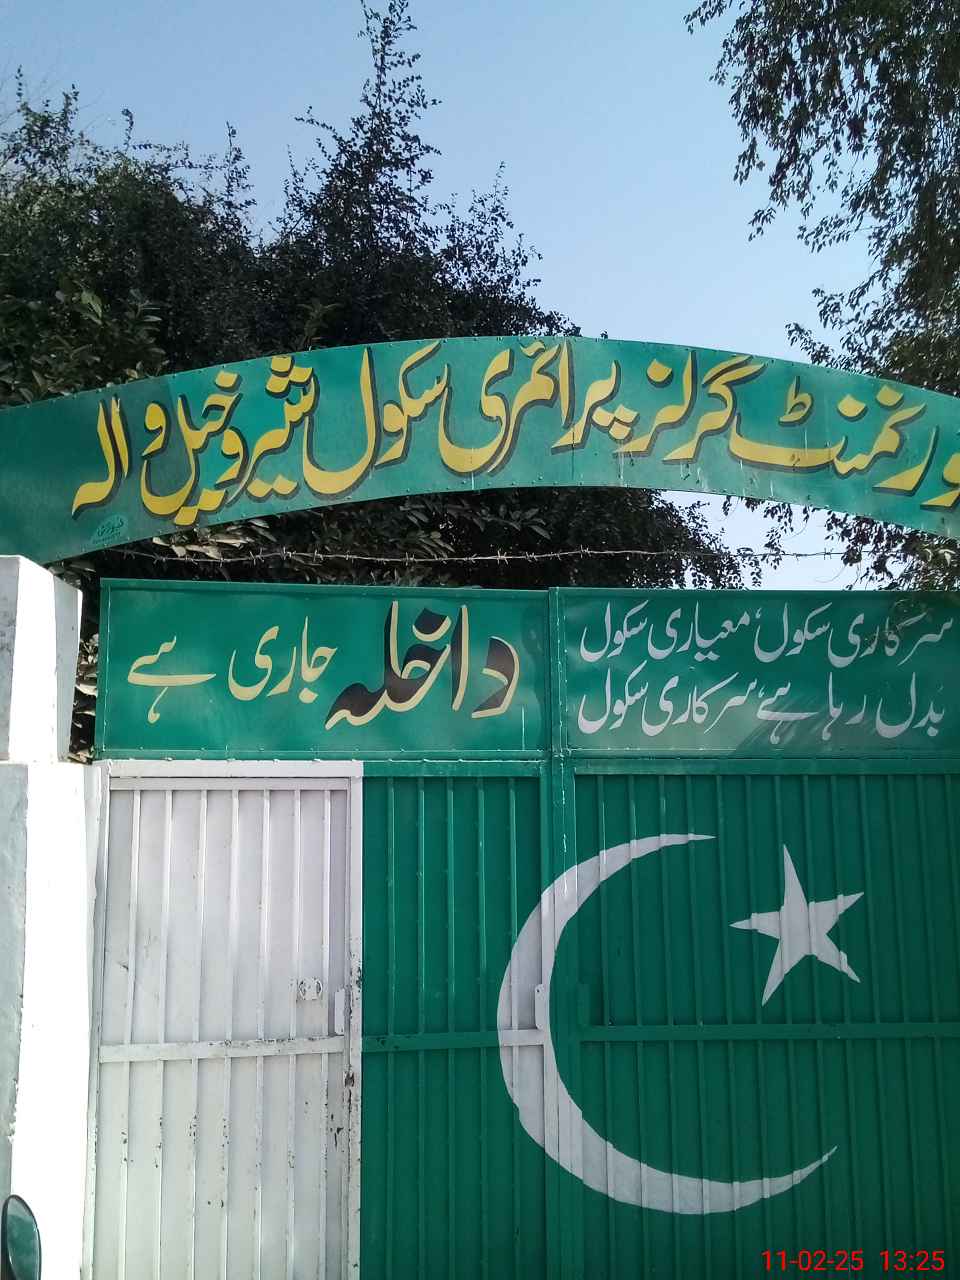 ورنمنٹ گرلز پرائمری سکول شیروخیل والہ
داخلہ جاری ہے
سرکاری سکول، معیاری سکول
بدل رہا ہے، سرکاری سکول
11-02-25 13:25